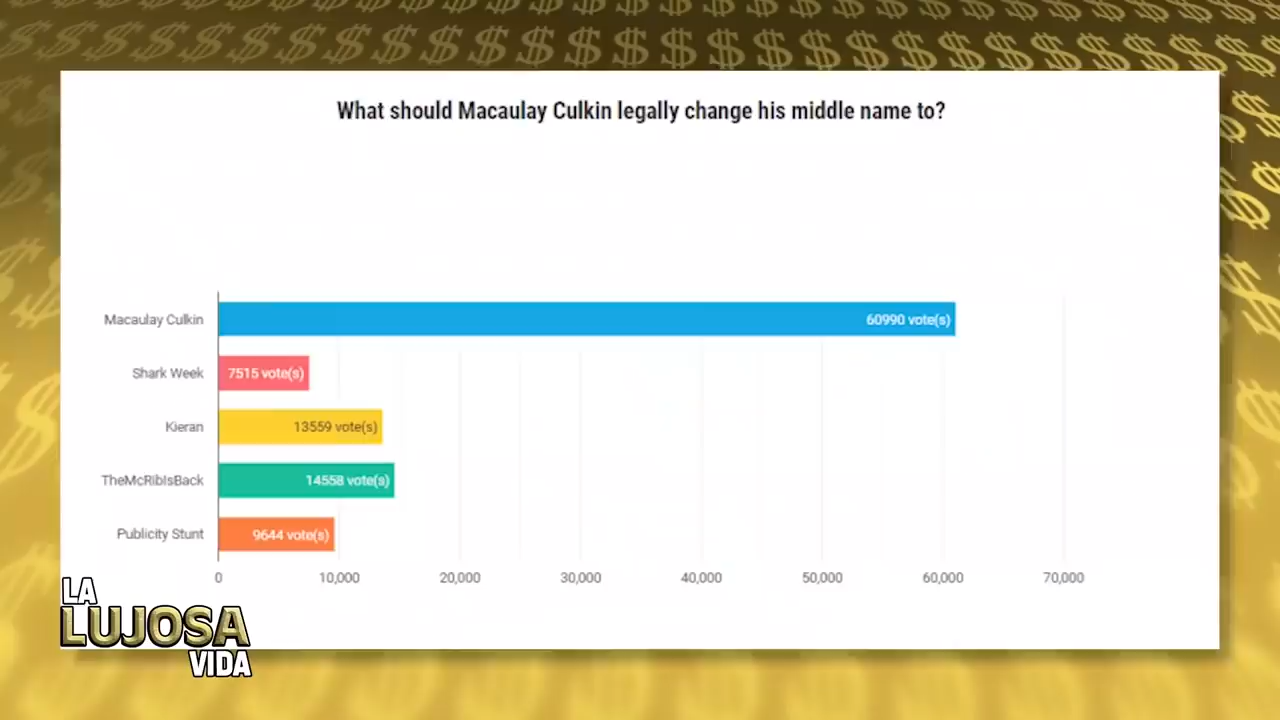 What should Macaulay Culkin legally change his middle name to?
Macaulay Culkin 60990 vote(s)
Shark Week 7515 vote(s)
Kieran 13559 vote(s)
TheMcRibIsBack 14558 vote(s)
Publicity Stunt 9644 vote(s)
0 10,000 20,000 30,000 40,000 50,000 60,000 70,000
LA
LUJOSA
VIDA